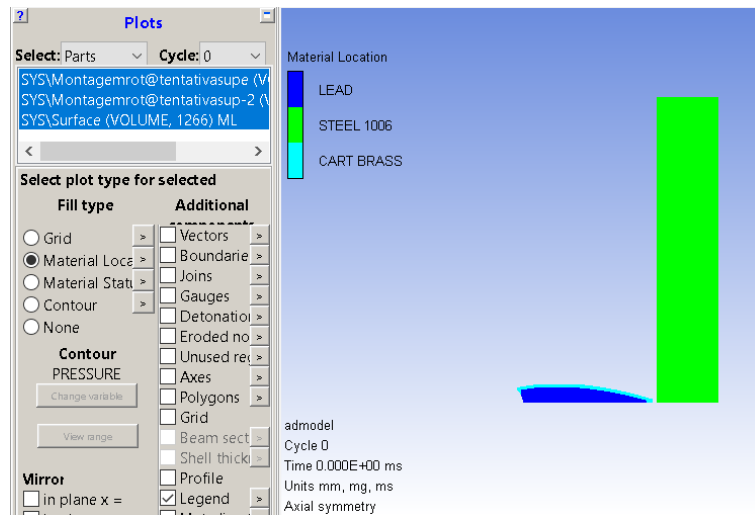 ?
Plots
Select: Parts Cycle: 0
SYS\Montagemrot@tentativasupe (V
SYS\Montagemrot@tentativasup-2 (V
SYS\Surface (VOLUME, 1266) ML
< >
Select plot type for selected
Fill type
Grid >
Material Loca >
Material Statu >
Contour >
None
Contour
PRESSURE
Change variable
View range
Mirror
in plane x =
Additional
Vectors >
Boundarie >
Joins >
Gauges >
Detonation >
Eroded no >
Unused reg >
Axes >
Polygons >
Grid
Beam sect >
Shell thick >
Profile
Legend >
Material Location
LEAD
STEEL 1006
CART BRASS
admodel
Cycle 0
Time 0.000E+00 ms
Units mm, mg, ms
Axial symmetry